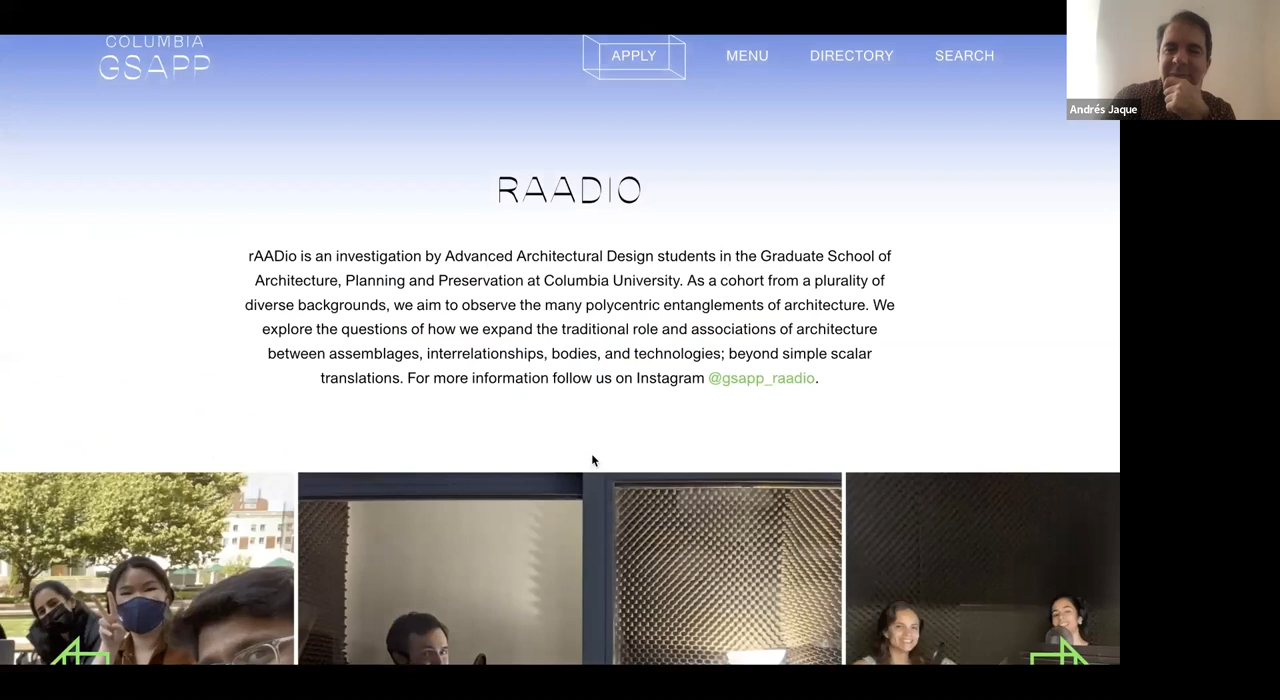 COLUMBIA
GSAPP
APPLY
MENU
DIRECTORY
SEARCH
Andrés Jaque
RAADIO
rAADio is an investigation by Advanced Architectural Design students in the Graduate School of
Architecture, Planning and Preservation at Columbia University. As a cohort from a plurality of
diverse backgrounds, we aim to observe the many polycentric entanglements of architecture. We
explore the questions of how we expand the traditional role and associations of architecture
between assemblages, interrelationships, bodies, and technologies; beyond simple scalar
translations. For more information follow us on Instagram @gsapp_raadio.